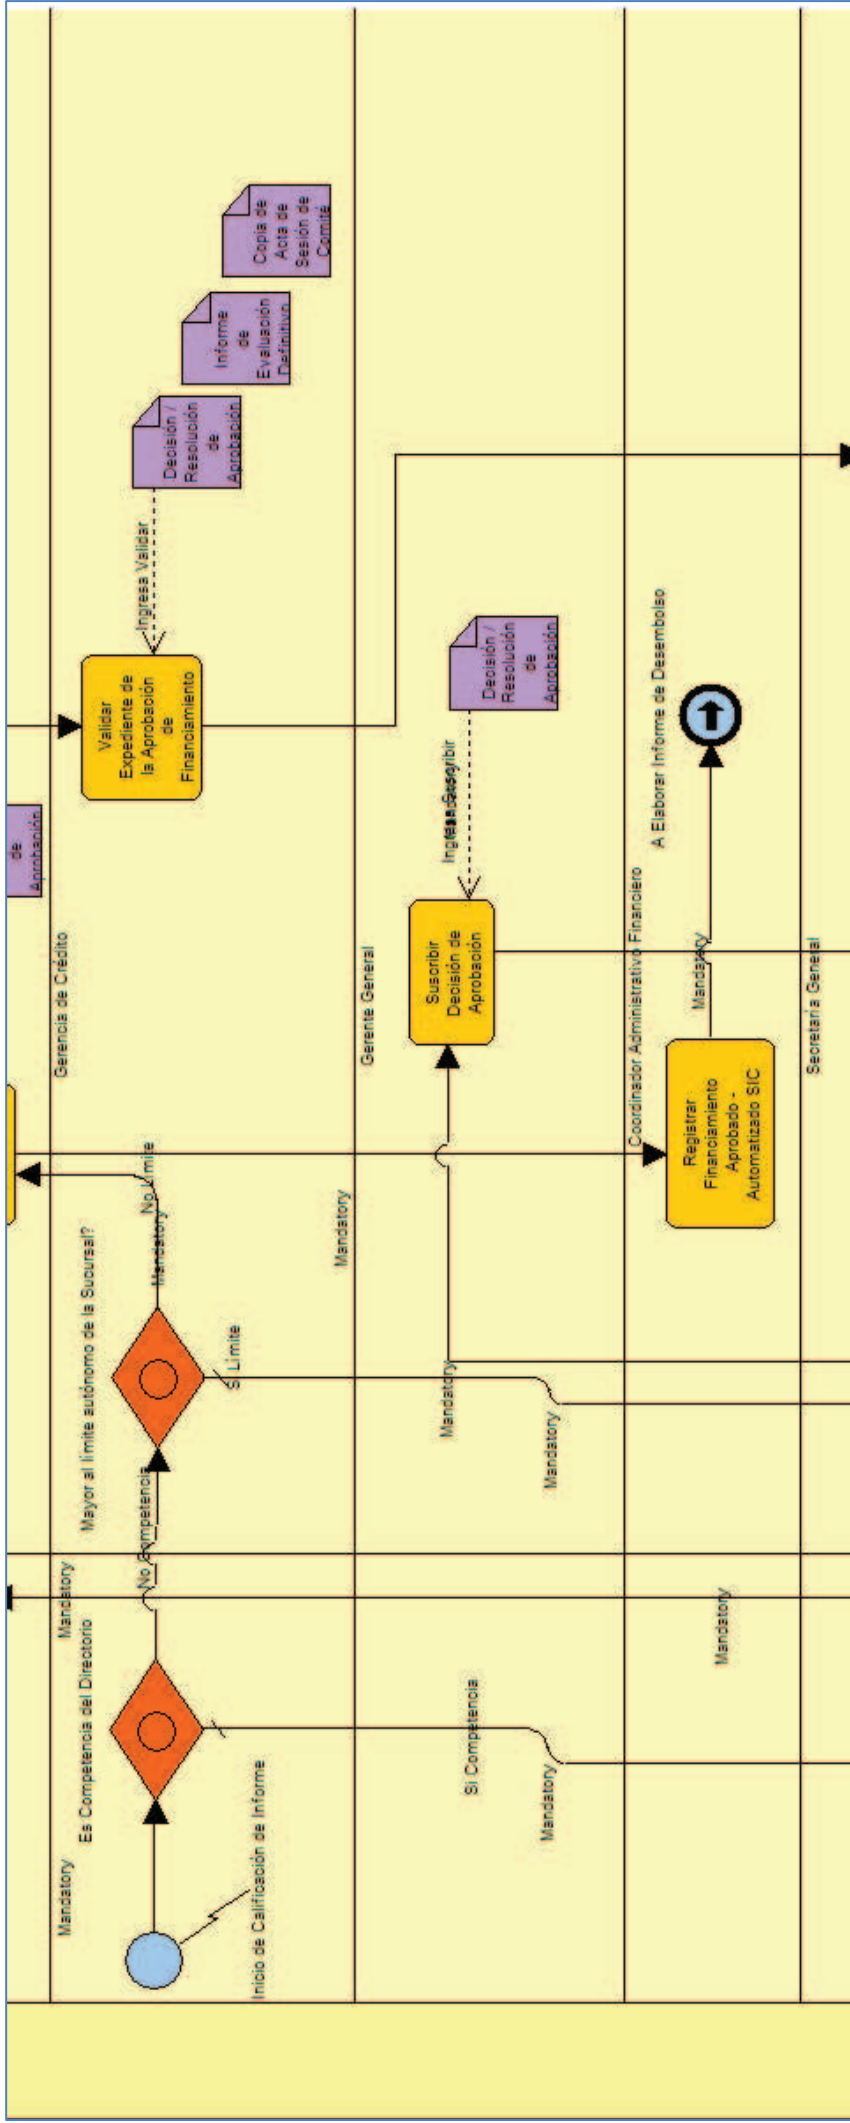 de
Aprobación
Gerencia de Crédito
Mandatory
Mandatory
Inicio de Calificación de Informe
Es Competencia del Directorio
No Competencia
Mayor al límite autónomo de la Sucursal?
Mandatory
No Límite
Si Límite
Validar
Expediente de
la Aprobación
de
Financiamiento
Ingresa Validar
Decisión /
Resolución
de
Aprobación
Informe
de
Evaluación
Definitivo
Copia de
Acta de
Sesión de
Comité
Gerente General
Mandatory
Si Competencia
Mandatory
Mandatory
Mandatory
Suscribir
Decisión de
Aprobación
Suscribir
Decisión /
Resolución
de
Aprobación
Coordinador Administrativo Financiero
Mandatory
Registrar
Financiamiento
Aprobado -
Automatizado SIC
Mandatory
A Elaborar Informe de Desembolso
Secretaría General